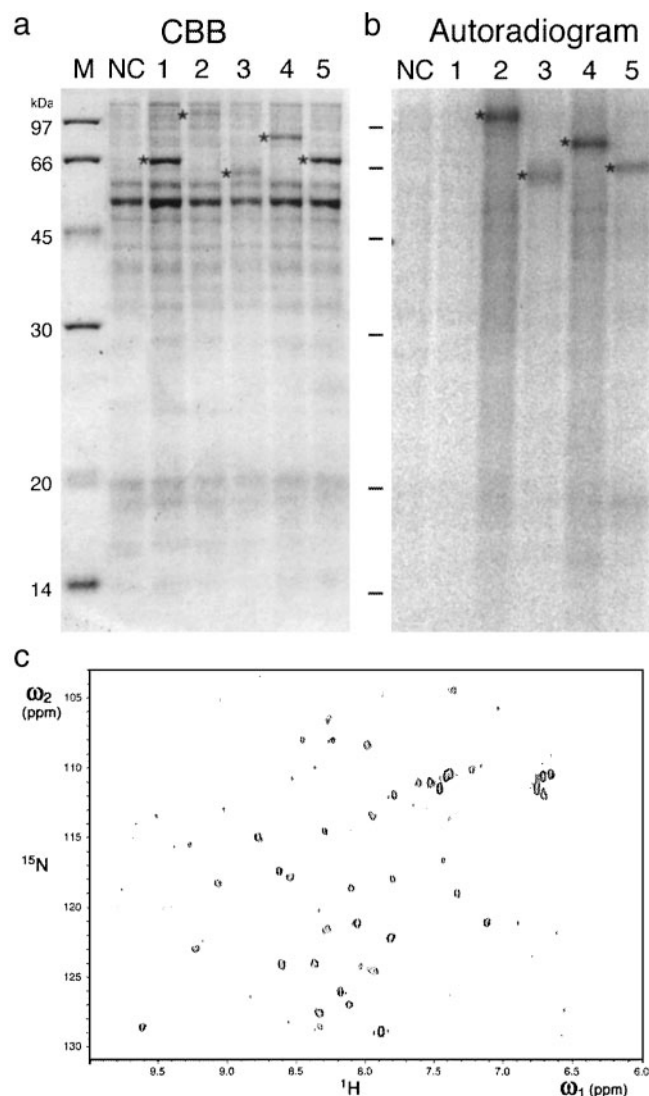 a CBB b Autoradiogram
M NC 1 2 3 4 5 NC 1 2 3 4 5
kDa
97
66
45
30
20
14
* * * * * * * * *
c
ω2
(ppm)
105
110
115
15N
120
125
130
9.5 9.0 8.5 8.0 7.5 7.0 6.5 6.0
1H ω1 (ppm)